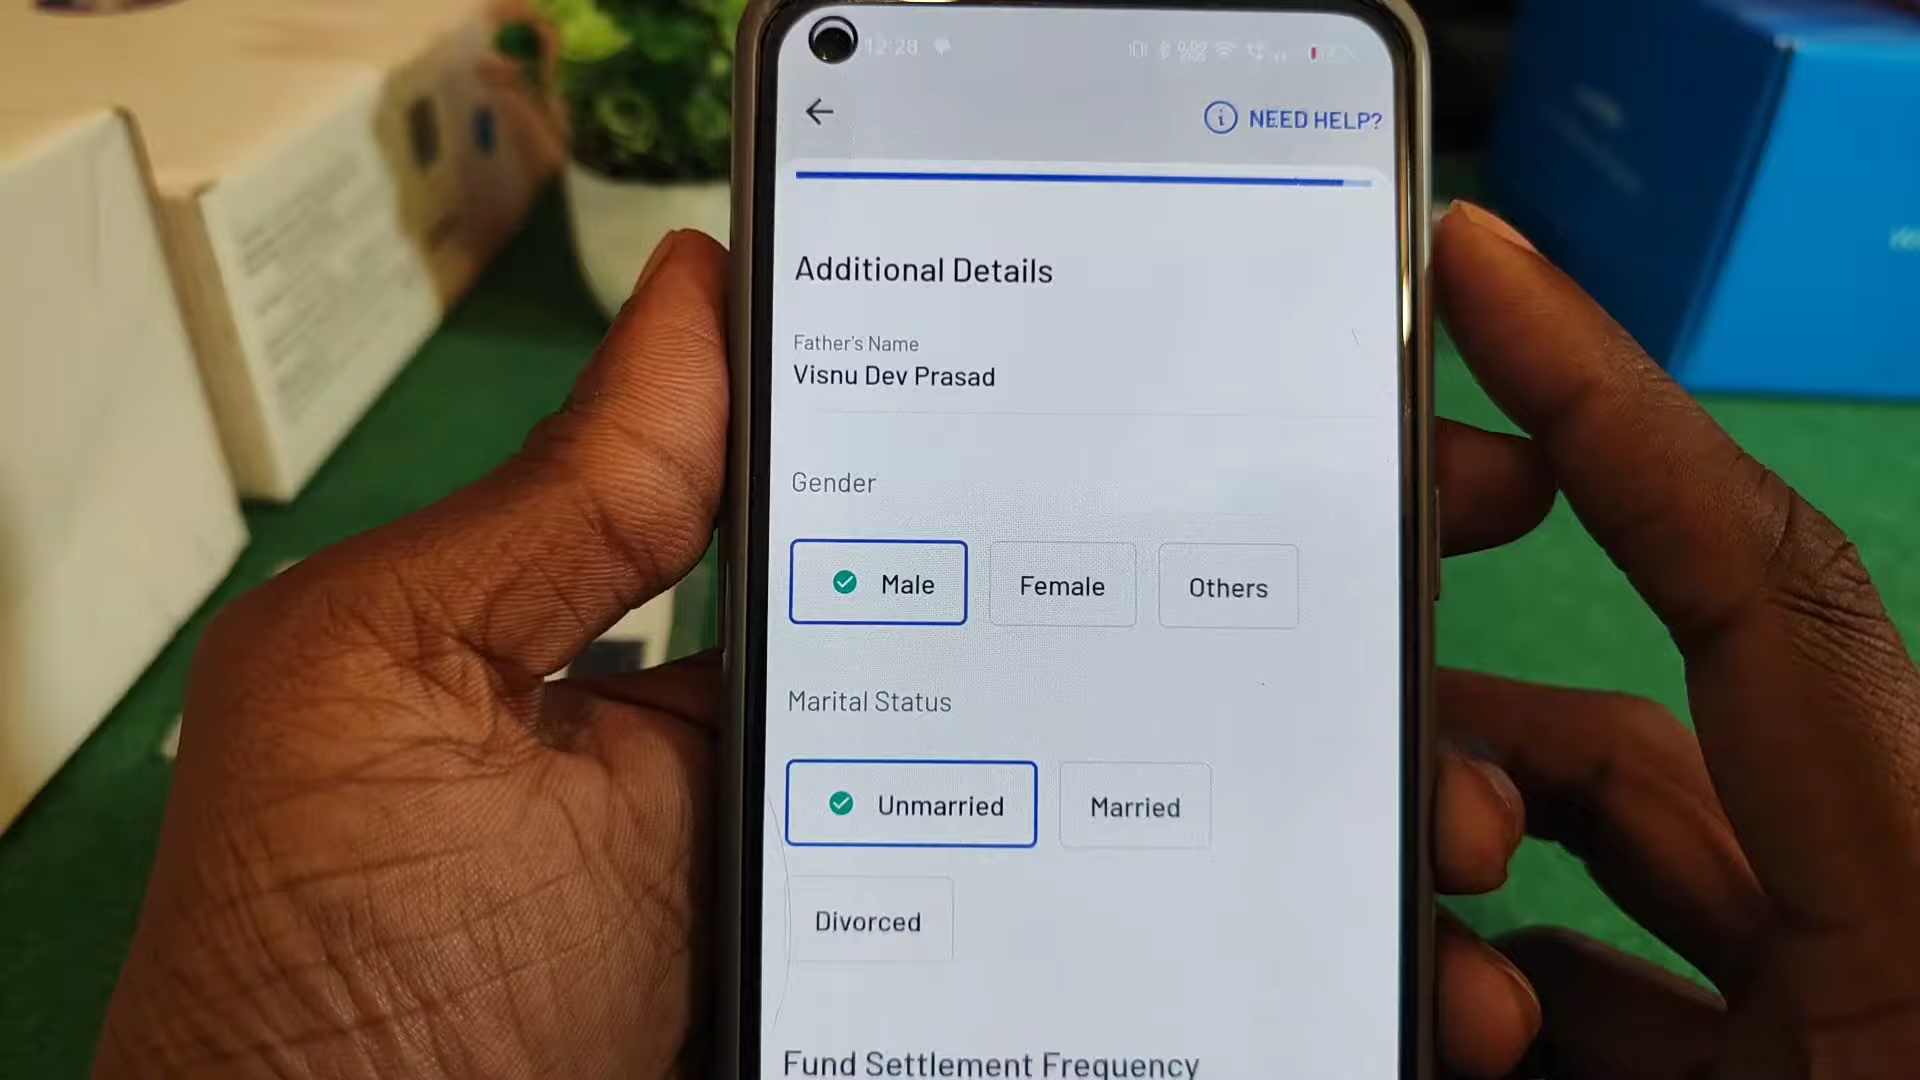 12:28
NEED HELP?
Additional Details
Father's Name
Visnu Dev Prasad
Gender
Male
Female
Others
Marital Status
Unmarried
Married
Divorced
Fund Settlement Frequency